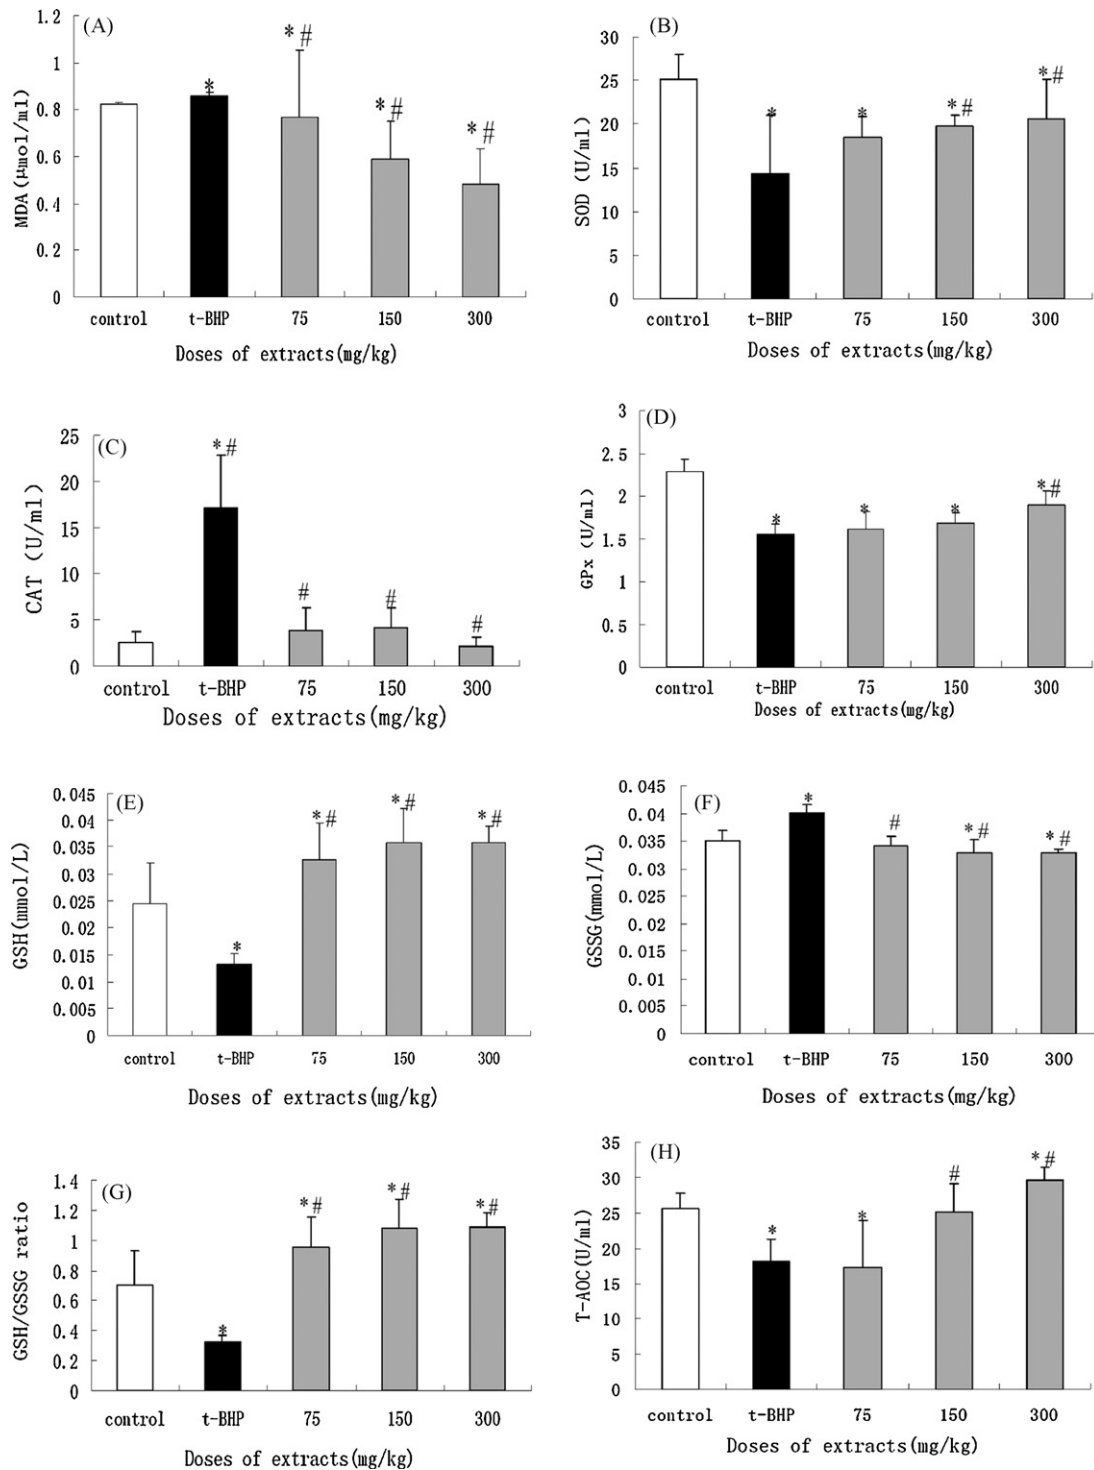 (A)
MDA(μmol/ml)
1.2
1
0.8
0.6
0.4
0.2
0
*
*#
*#
*#
control t-BHP 75 150 300
Doses of extracts(mg/kg)
(B)
SOD (U/ml)
30
25
20
15
10
5
0
*
*
*#
*#
control t-BHP 75 150 300
Doses of extracts(mg/kg)
(C)
CAT (U/ml)
25
20
15
10
5
0
*#
#
#
#
control t-BHP 75 150 300
Doses of extracts(mg/kg)
(D)
GPx (U/ml)
3
2.5
2
1.5
1
0.5
0
*
*
*
*#
control t-BHP 75 150 300
Doses of extracts(mg/kg)
(E)
GSH(mmol/L)
0.045
0.04
0.035
0.03
0.025
0.02
0.015
0.01
0.005
0
*
*#
*#
*#
control t-BHP 75 150 300
Doses of extracts(mg/kg)
(F)
GSSG(mmol/L)
0.045
0.04
0.035
0.03
0.025
0.02
0.015
0.01
0.005
0
*
#
*#
*#
control t-BHP 75 150 300
Doses of extracts(mg/kg)
(G)
GSH/GSSG ratio
1.4
1.2
1
0.8
0.6
0.4
0.2
0
*
*#
*#
*#
control t-BHP 75 150 300
Doses of extracts(mg/kg)
(H)
T-AOC(U/ml)
35
30
25
20
15
10
5
0
*
*
#
*#
control t-BHP 75 150 300
Doses of extracts(mg/kg)